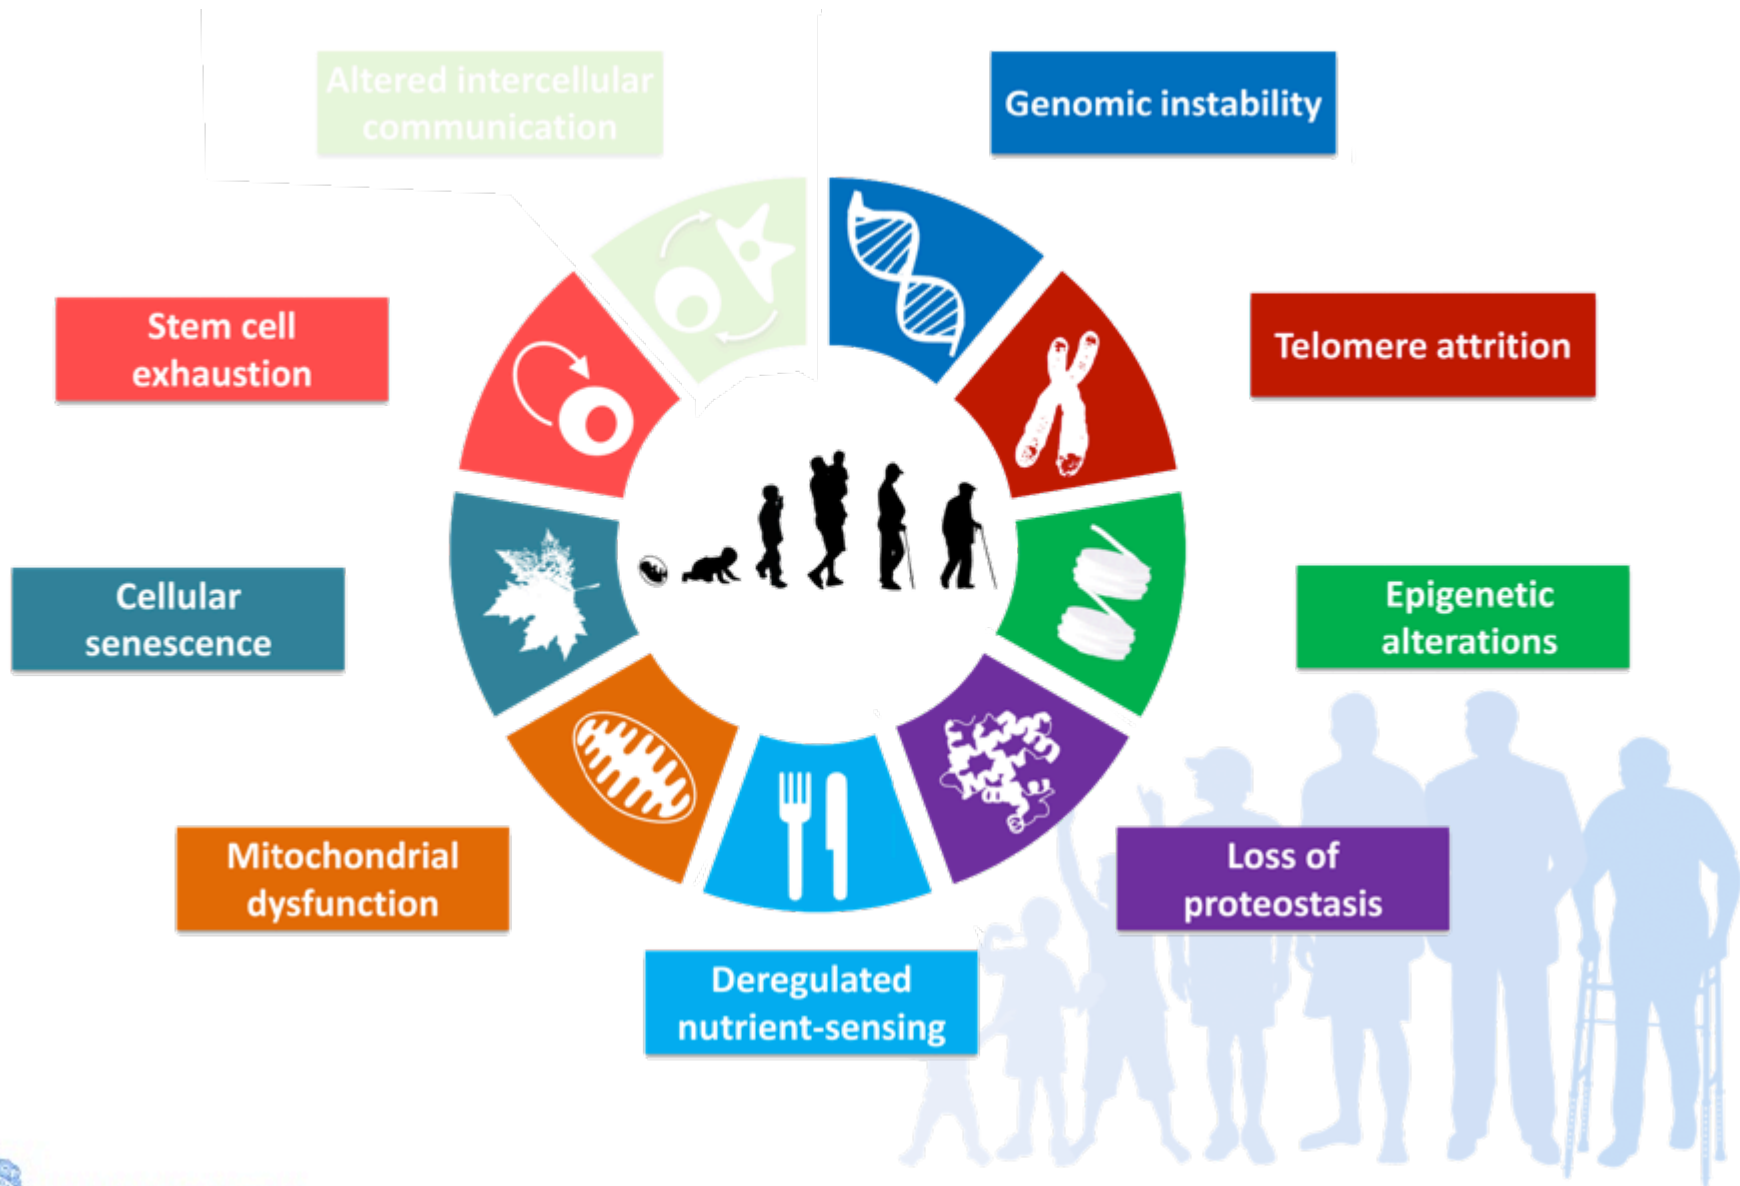 Altered intercellular
communication
Genomic instability
Stem cell
exhaustion
Telomere attrition
Cellular
senescence
Epigenetic
alterations
Mitochondrial
dysfunction
Loss of
proteostasis
Deregulated
nutrient-sensing